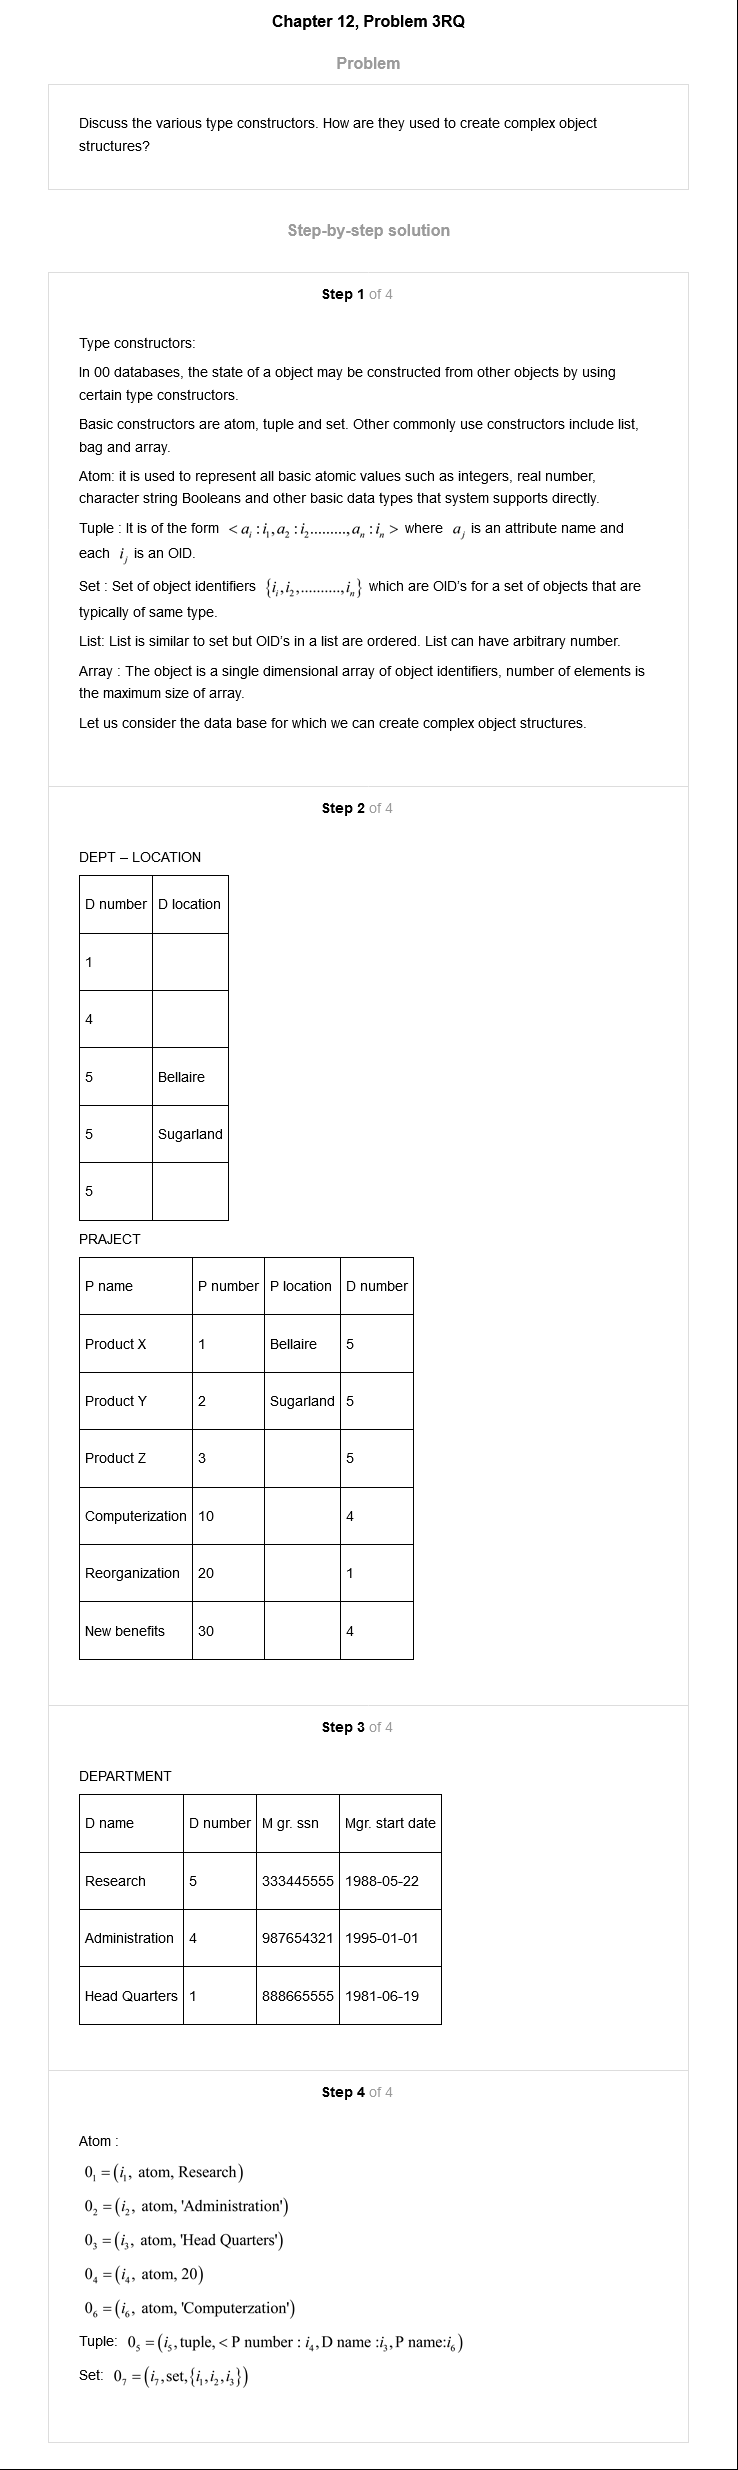 Chapter 12, Problem 3RQ
Problem
Discuss the various type constructors. How are they used to create complex object
structures?
Step-by-step solution
Step 1 of 4
Type constructors:
In 00 databases, the state of a object may be constructed from other objects by using
certain type constructors.
Basic constructors are atom, tuple and set. Other commonly use constructors include list,
bag and array.
Atom: it is used to represent all basic atomic values such as integers, real number,
character string Booleans and other basic data types that system supports directly.
Tuple : It is of the form < a_i : i_1, a_2 : i_2........., a_n : i_n > where a_j is an attribute name and
each i_j is an OID.
Set : Set of object identifiers {i_i, i_2, .........., i_n} which are OID's for a set of objects that are
typically of same type.
List: List is similar to set but OID's in a list are ordered. List can have arbitrary number.
Array : The object is a single dimensional array of object identifiers, number of elements is
the maximum size of array.
Let us consider the data base for which we can create complex object structures.
Step 2 of 4
DEPT – LOCATION
D number D location
1
4
5 Bellaire
5 Sugarland
5
PRAJECT
P name P number P location D number
Product X 1 Bellaire 5
Product Y 2 Sugarland 5
Product Z 3 5
Computerization 10 4
Reorganization 20 1
New benefits 30 4
Step 3 of 4
DEPARTMENT
D name D number M gr. ssn Mgr. start date
Research 5 333445555 1988-05-22
Administration 4 987654321 1995-01-01
Head Quarters 1 888665555 1981-06-19
Step 4 of 4
Atom :
0_1 = (i_1, atom, Research)
0_2 = (i_2, atom, 'Administration')
0_3 = (i_3, atom, 'Head Quarters')
0_4 = (i_4, atom, 20)
0_6 = (i_6, atom, 'Computerzation')
Tuple: 0_5 = (i_5, tuple, < P number : i_4, D name :i_3, P name:i_6)
Set: 0_7 = (i_7, set, {i_1, i_2, i_3})